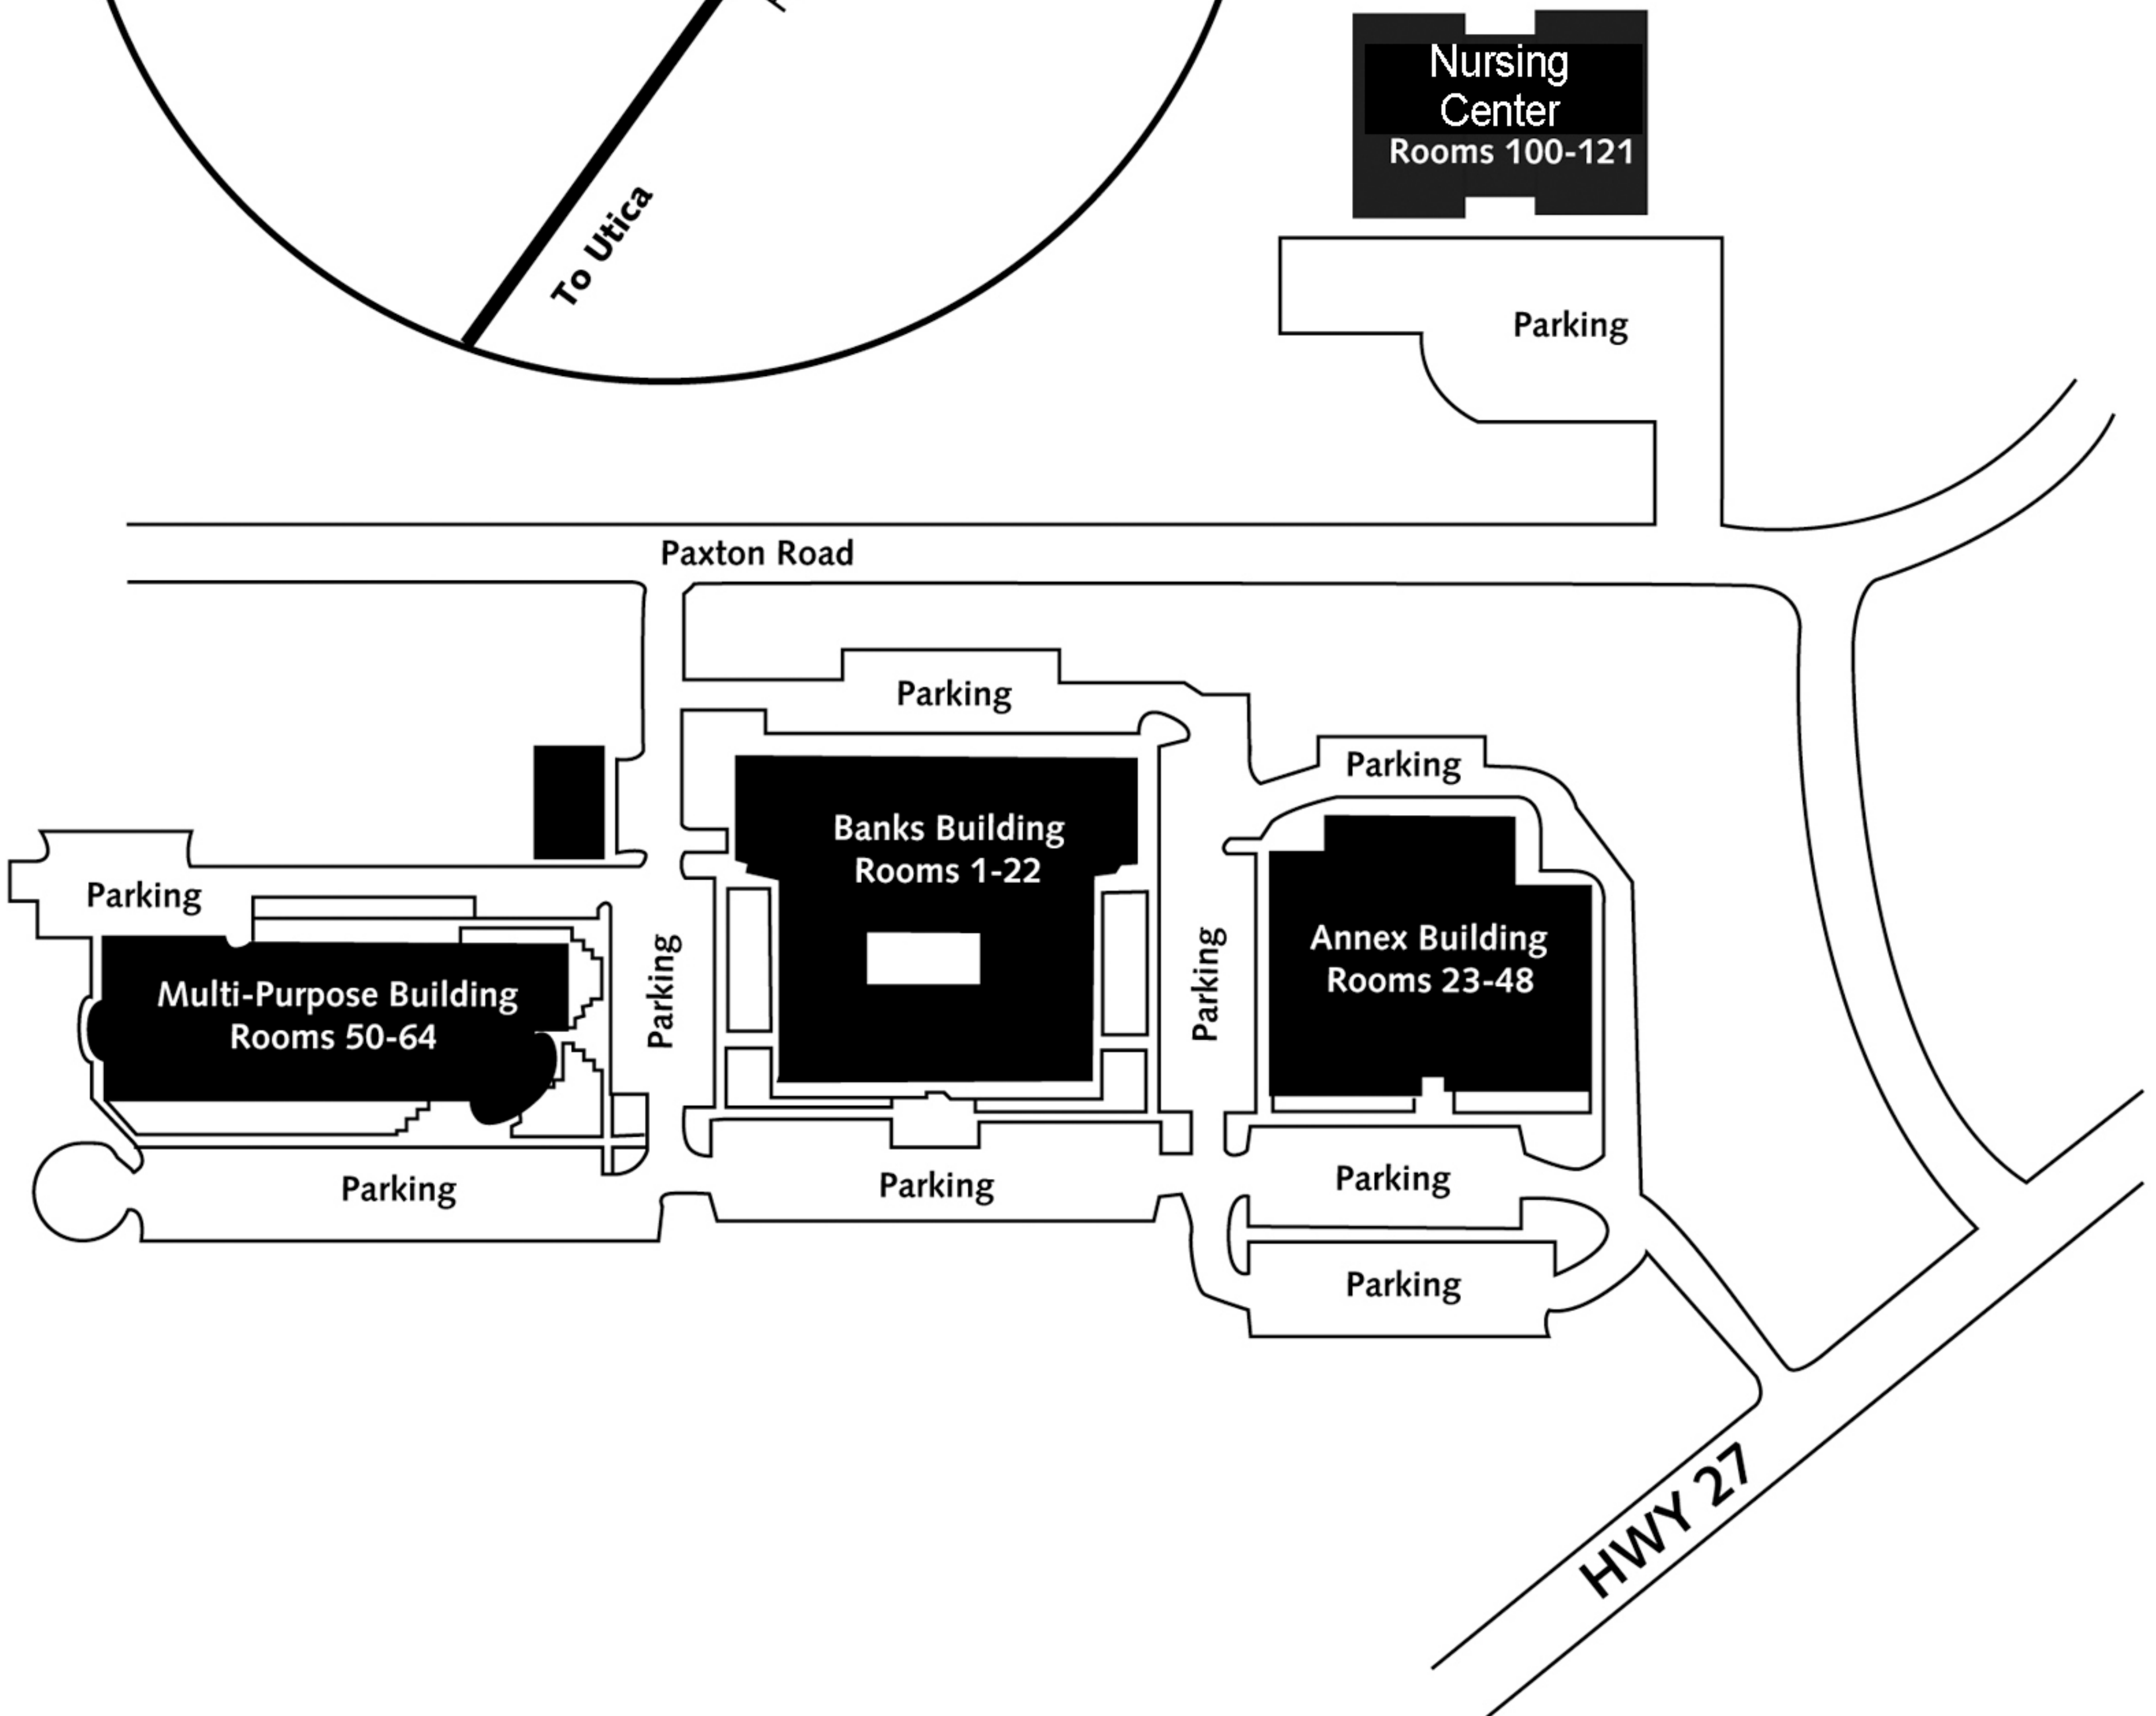 Nursing
Center
Rooms 100-121
To Utica
Parking
Paxton Road
Parking
Parking
Banks Building
Rooms 1-22
Parking
Annex Building
Rooms 23-48
Multi-Purpose Building
Rooms 50-64
Parking
Parking
Parking
Parking
Parking
Parking
HWY 27